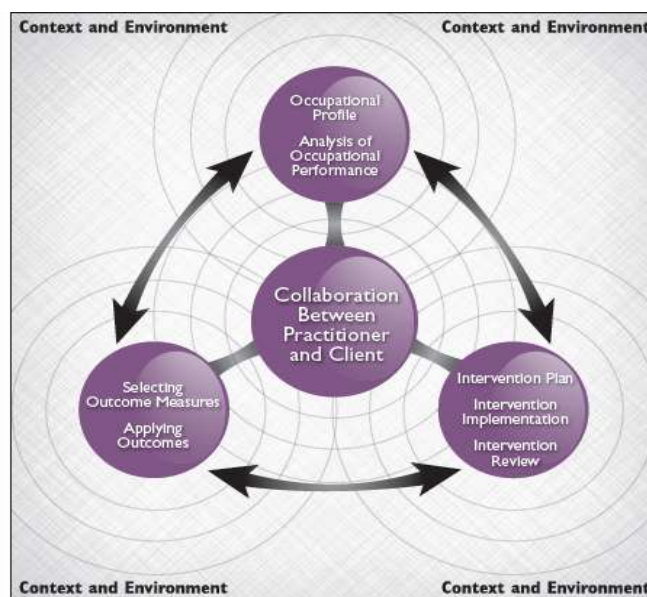 Context and Environment
Context and Environment
Occupational
Profile
Analysis of
Occupational
Performance
Collaboration
Between
Practitioner
and Client
Selecting
Outcome Measures
Applying
Outcomes
Intervention Plan
Intervention
Implementation
Intervention
Review
Context and Environment
Context and Environment